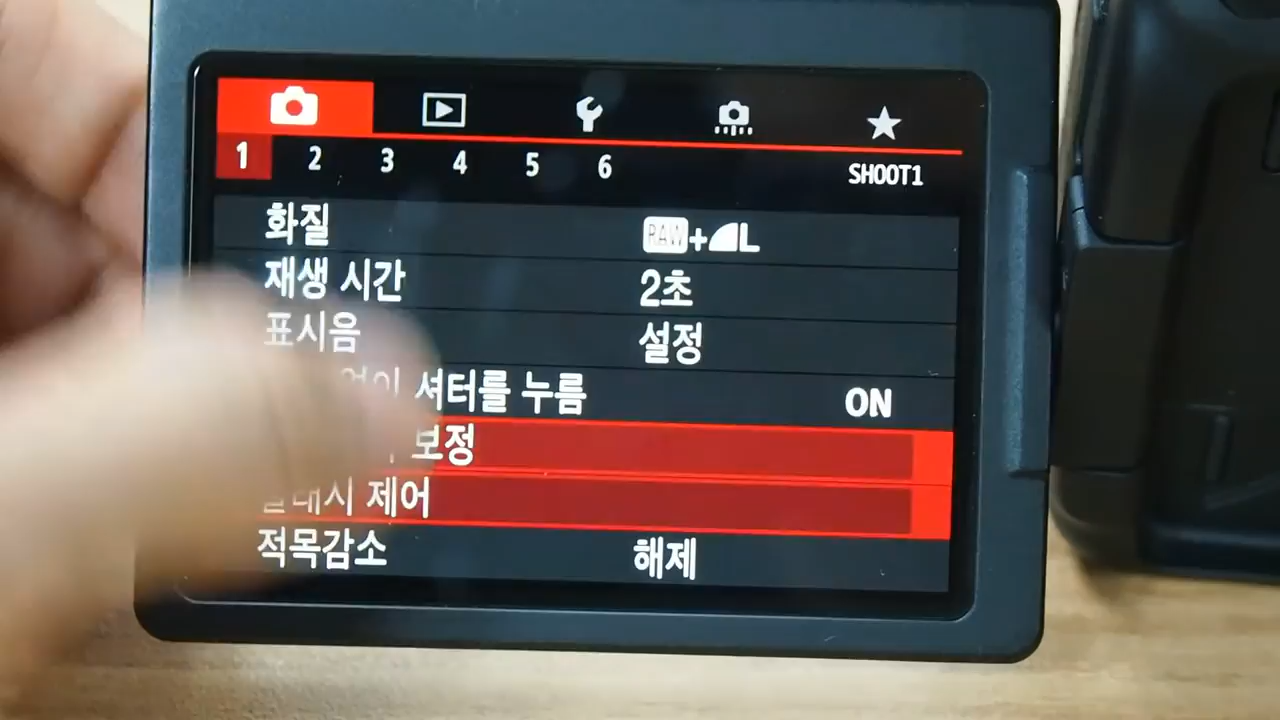 1 2 3 4 5 6 SHOOT1
화질 RAW+L
재생 시간 2초
표시음 설정
셔터를 누름 ON
보정
제어
적목감소 해제